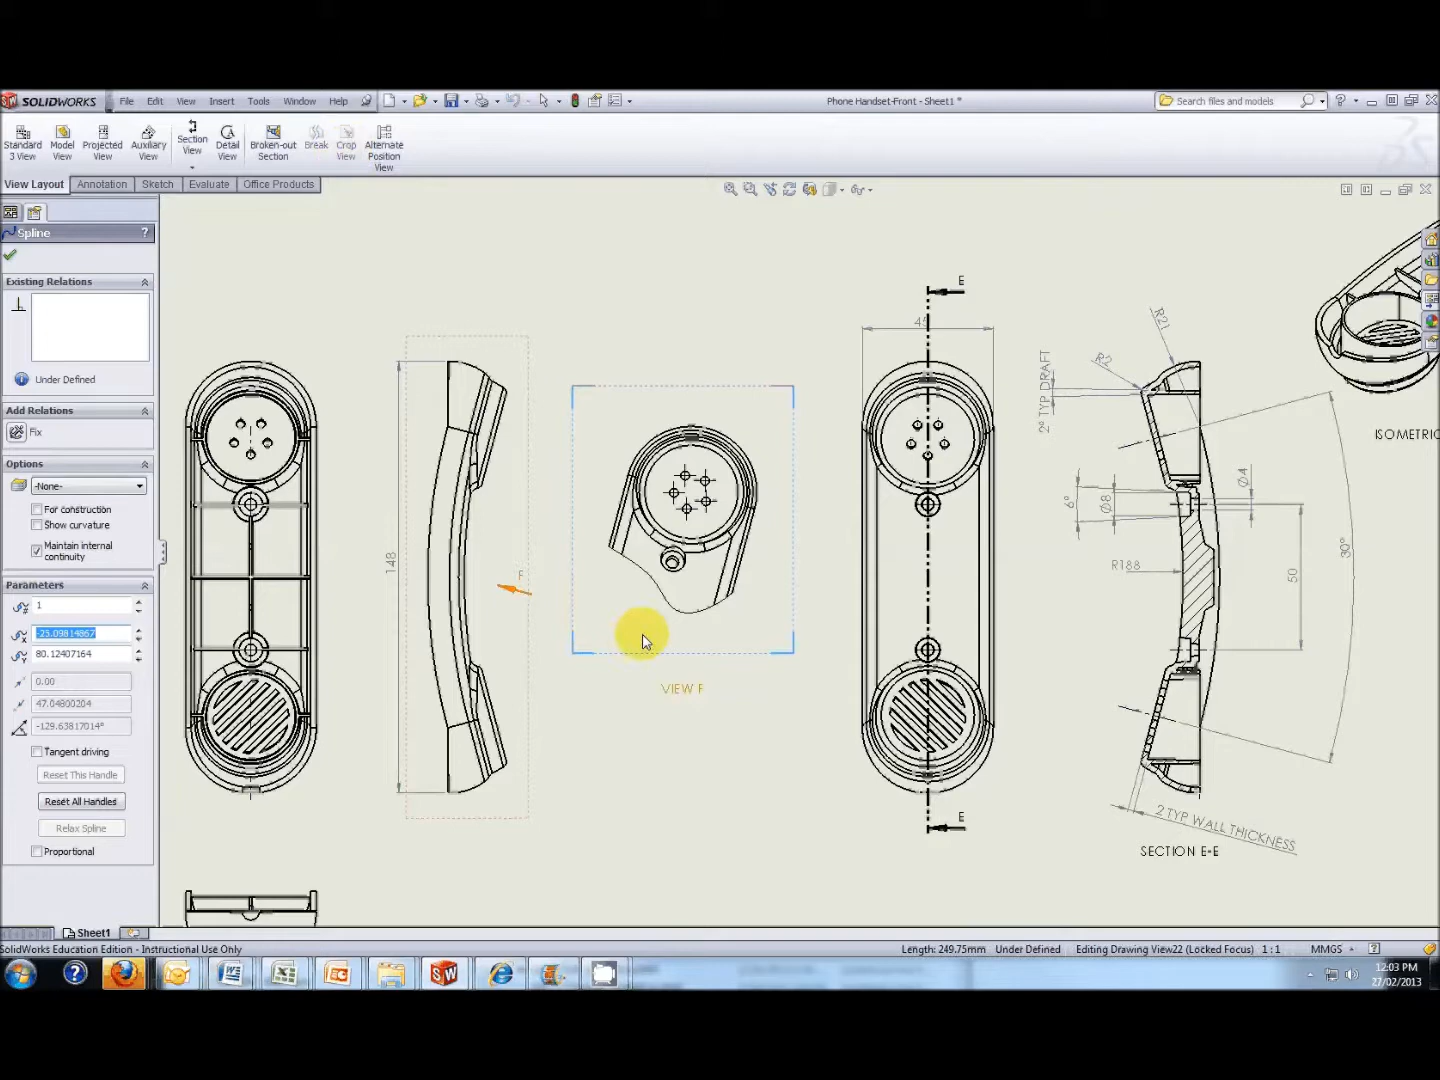 SOLIDWORKS File Edit View Insert Tools Window Help
Phone Handset-Front - Sheet1 *
Search files and models
Standard 3 View
Model View
Projected View
Auxiliary View
Section View
Detail View
Broken-out Section
Break
Crop View
Alternate Position View
View Layout Annotation Sketch Evaluate Office Products
Spline ?
Existing Relations
Under Defined
Add Relations
Fix
Options
-None-
For construction
Show curvature
Maintain internal
continuity
Parameters
1
-25.09814867
80.12407164
0.00
47.04800204
-129.63817014°
Tangent driving
Reset This Handle
Reset All Handles
Relax Spline
Proportional
148
F
VIEW F
E
45
E
2° TYP DRAFT
R2
R21
6°
Ø8
Ø4
R188
50
30°
2 TYP WALL THICKNESS
SECTION E-E
ISOMETRIC
Sheet1
SolidWorks Education Edition - Instructional Use Only
Length: 249.75mm Under Defined Editing Drawing View22 (Locked Focus) 1 : 1 MMGS
12:03 PM
27/02/2013